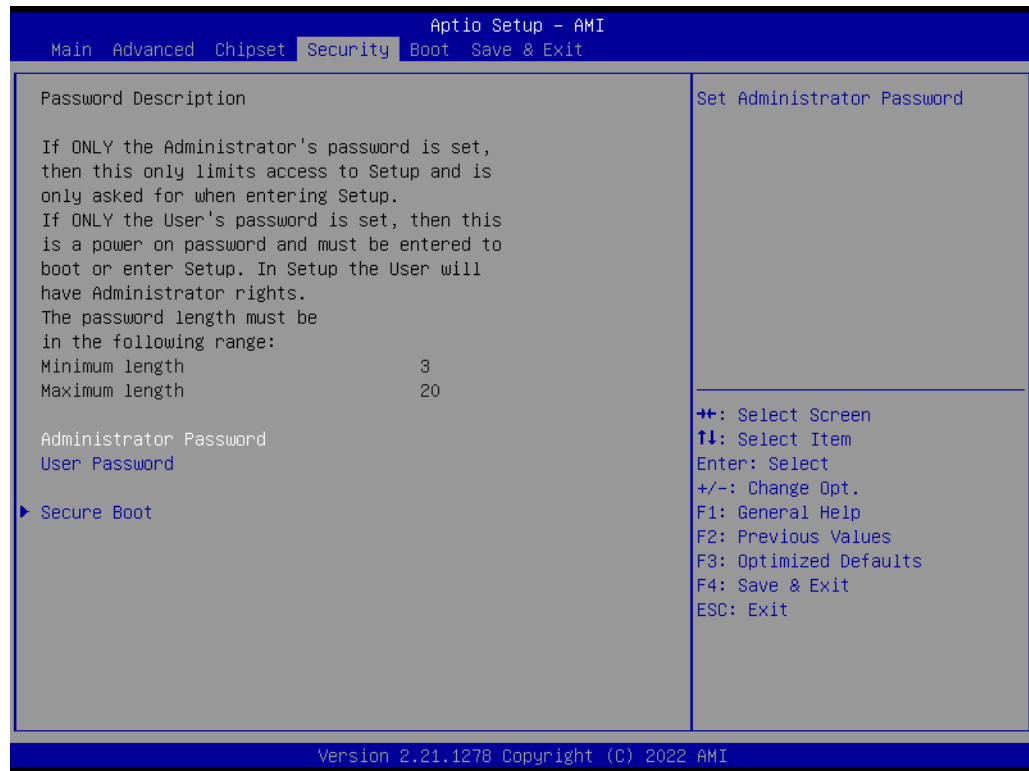 Aptio Setup – AMI
Main Advanced Chipset Security Boot Save & Exit
Password Description
If ONLY the Administrator's password is set,
then this only limits access to Setup and is
only asked for when entering Setup.
If ONLY the User's password is set, then this
is a power on password and must be entered to
boot or enter Setup. In Setup the User will
have Administrator rights.
The password length must be
in the following range:
Minimum length 3
Maximum length 20
Administrator Password
User Password
Secure Boot
Set Administrator Password
→←: Select Screen
↑↓: Select Item
Enter: Select
+/-: Change Opt.
F1: General Help
F2: Previous Values
F3: Optimized Defaults
F4: Save & Exit
ESC: Exit
Version 2.21.1278 Copyright (C) 2022 AMI